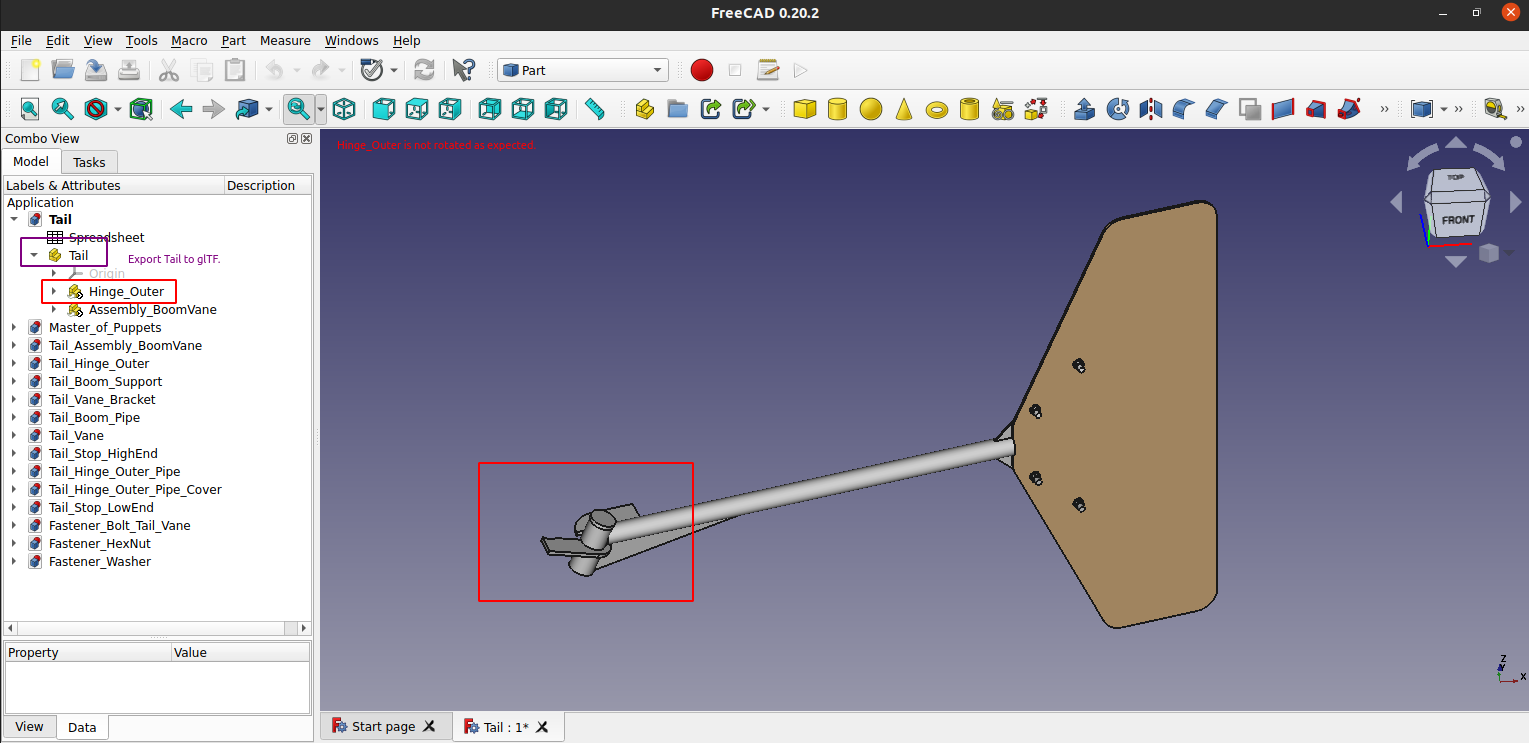 FreeCAD 0.20.2
File Edit View Tools Macro Part Measure Windows Help
Part
Combo View
Model Tasks
Labels & Attributes Description
Application
Tail
Spreadsheet
Tail
Export Tail to glTF.
Origin
Hinge_Outer
Assembly_BoomVane
Master_of_Puppets
Tail_Assembly_BoomVane
Tail_Hinge_Outer
Tail_Boom_Support
Tail_Vane_Bracket
Tail_Boom_Pipe
Tail_Vane
Tail_Stop_HighEnd
Tail_Hinge_Outer_Pipe
Tail_Hinge_Outer_Pipe_Cover
Tail_Stop_LowEnd
Fastener_Bolt_Tail_Vane
Fastener_HexNut
Fastener_Washer
Property Value
View Data
Hinge_Outer is not rotated as expected.
TOP
FRONT
Z
Y
X
Start page
Tail : 1*